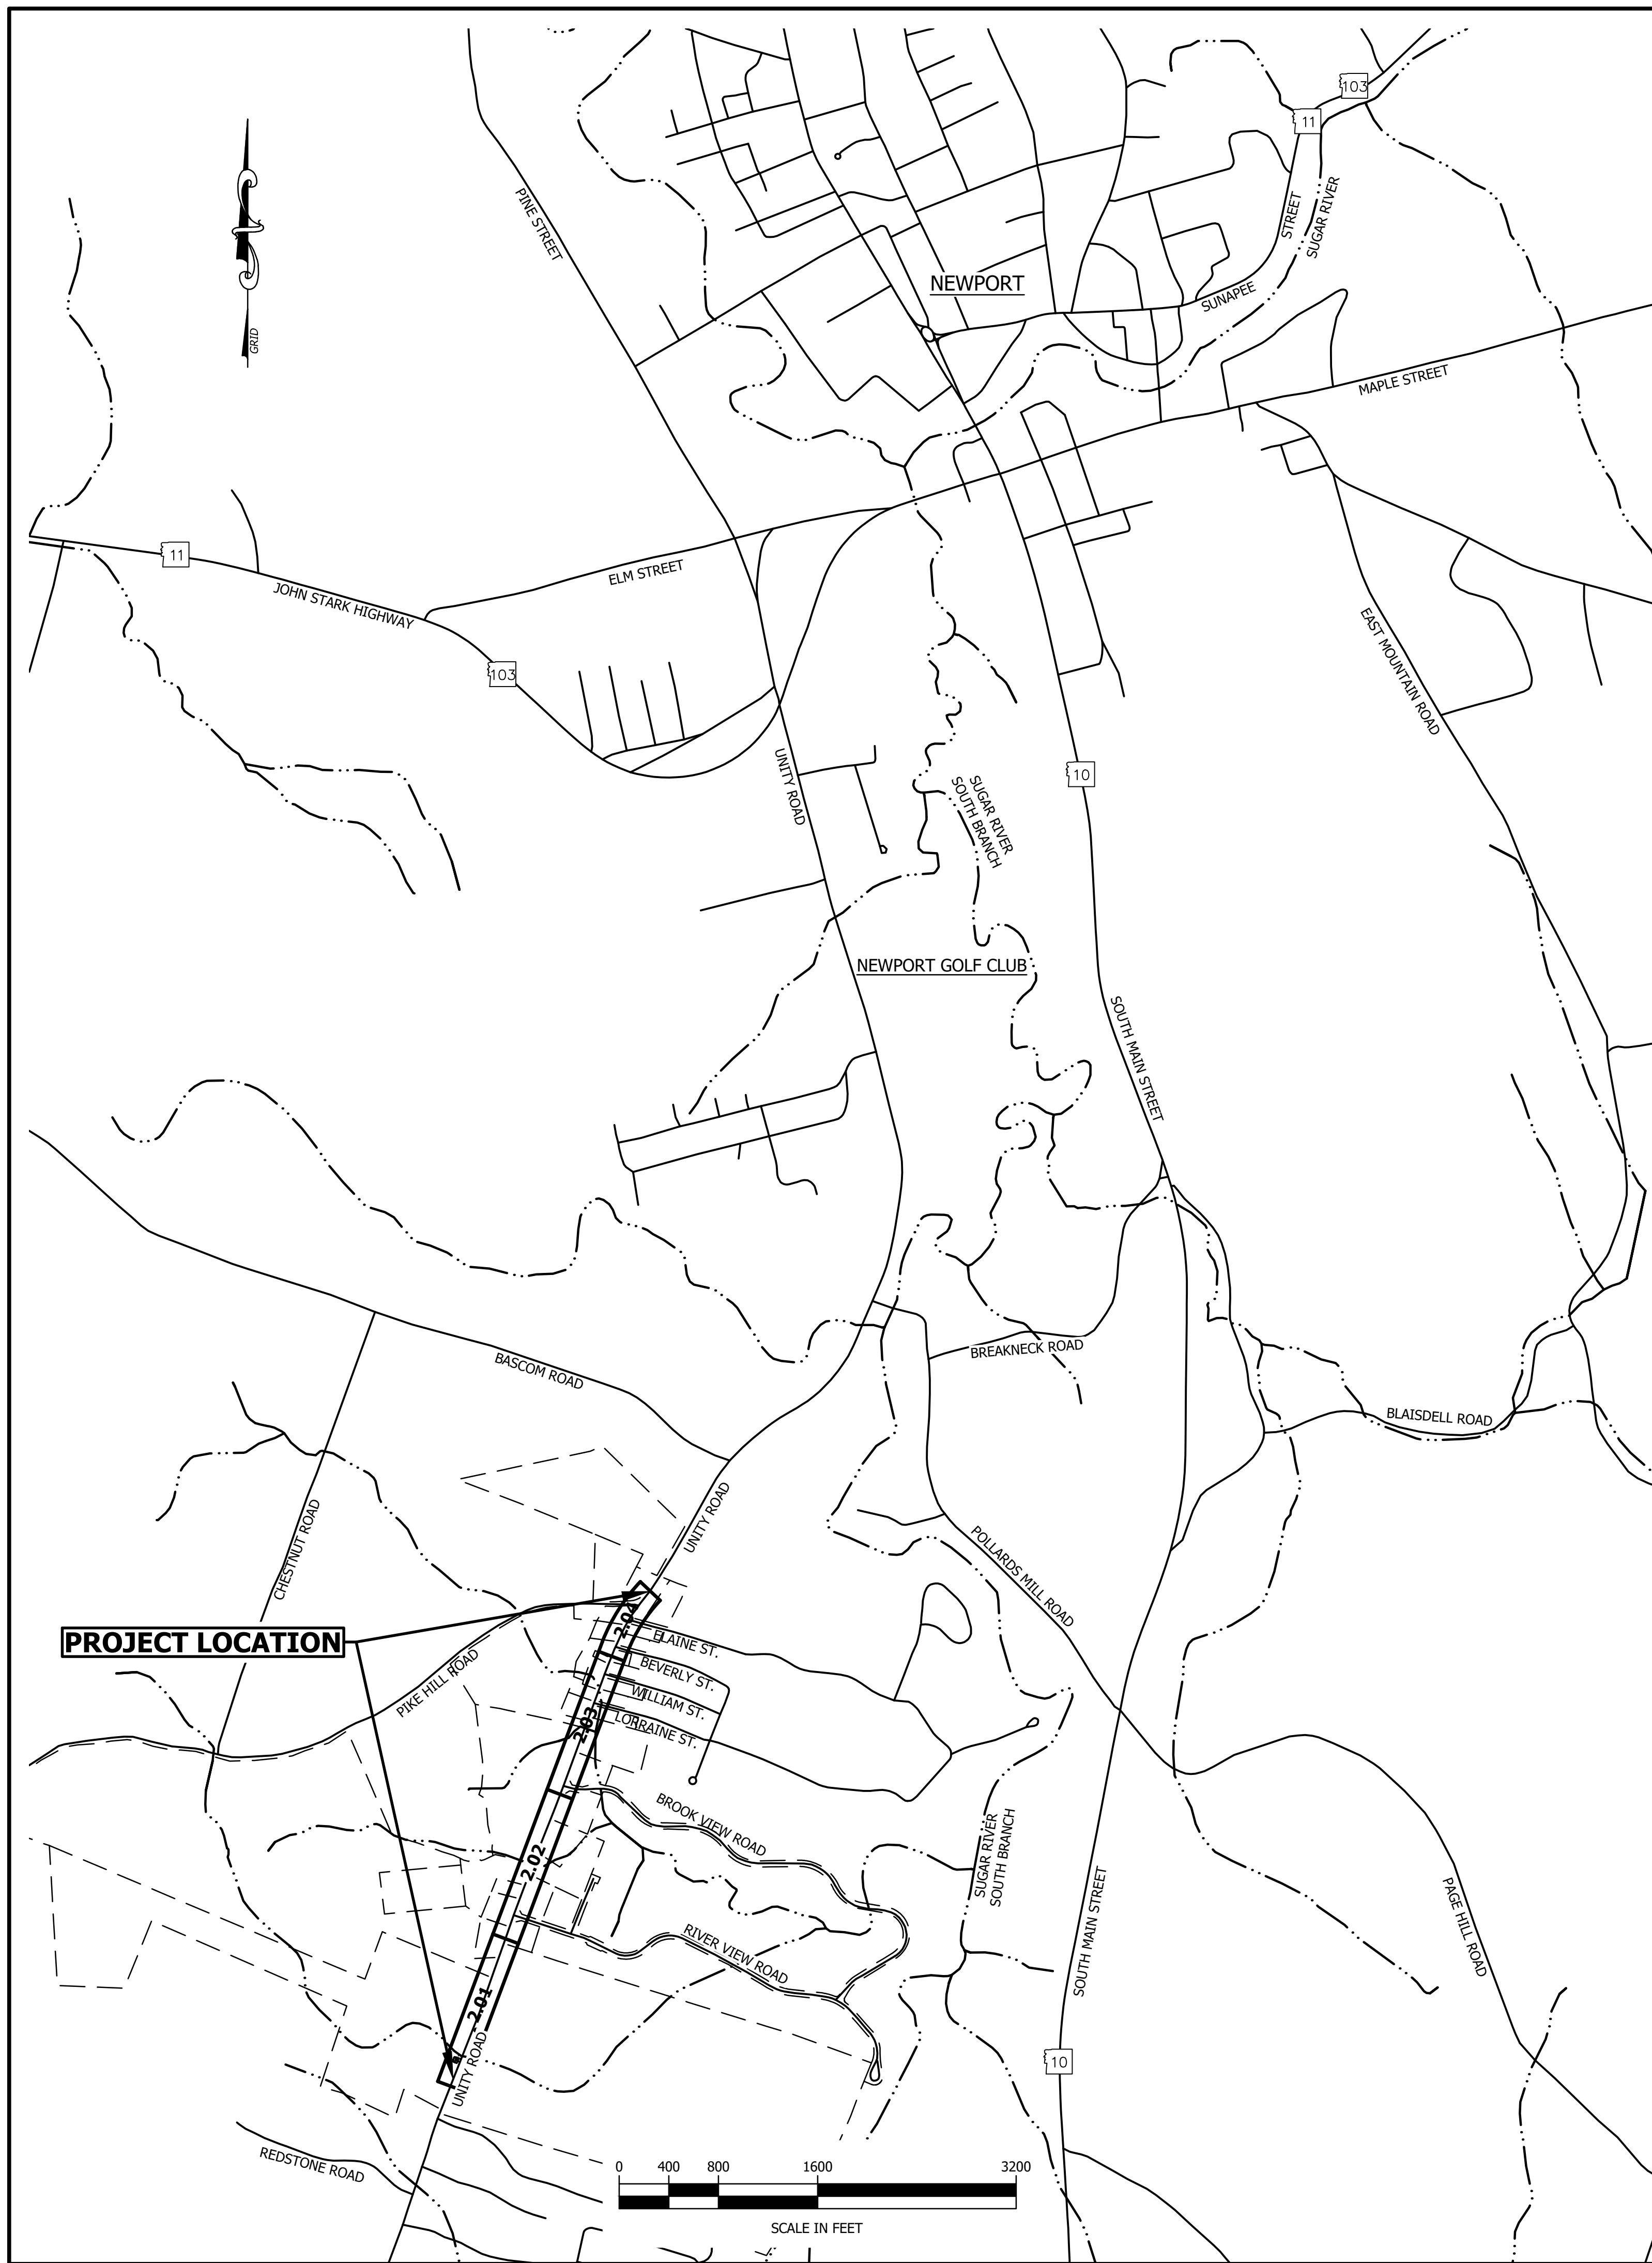 103
11
PINE STREET
STREET
SUGAR RIVER
NEWPORT
SUNAPEE
GRID
MAPLE STREET
11
ELM STREET
JOHN STARK HIGHWAY
103
EAST MOUNTAIN ROAD
UNITY ROAD
10
SUGAR RIVER
SOUTH BRANCH
NEWPORT GOLF CLUB
SOUTH MAIN STREET
BREAKNECK ROAD
BASCOM ROAD
BLAISDELL ROAD
UNITY ROAD
CHESTNUT ROAD
POLLARDS MILL ROAD
PROJECT LOCATION
2.04
ELAINE ST.
BEVERLY ST.
PIKE HILL ROAD
WILLIAM ST.
2.03
LORRAINE ST.
BROOK VIEW ROAD
SUGAR RIVER
SOUTH BRANCH
2.02
SOUTH MAIN STREET
PAGE HILL ROAD
RIVER VIEW ROAD
2.01
UNITY ROAD
10
REDSTONE ROAD
0 400 800 1600 3200
SCALE IN FEET